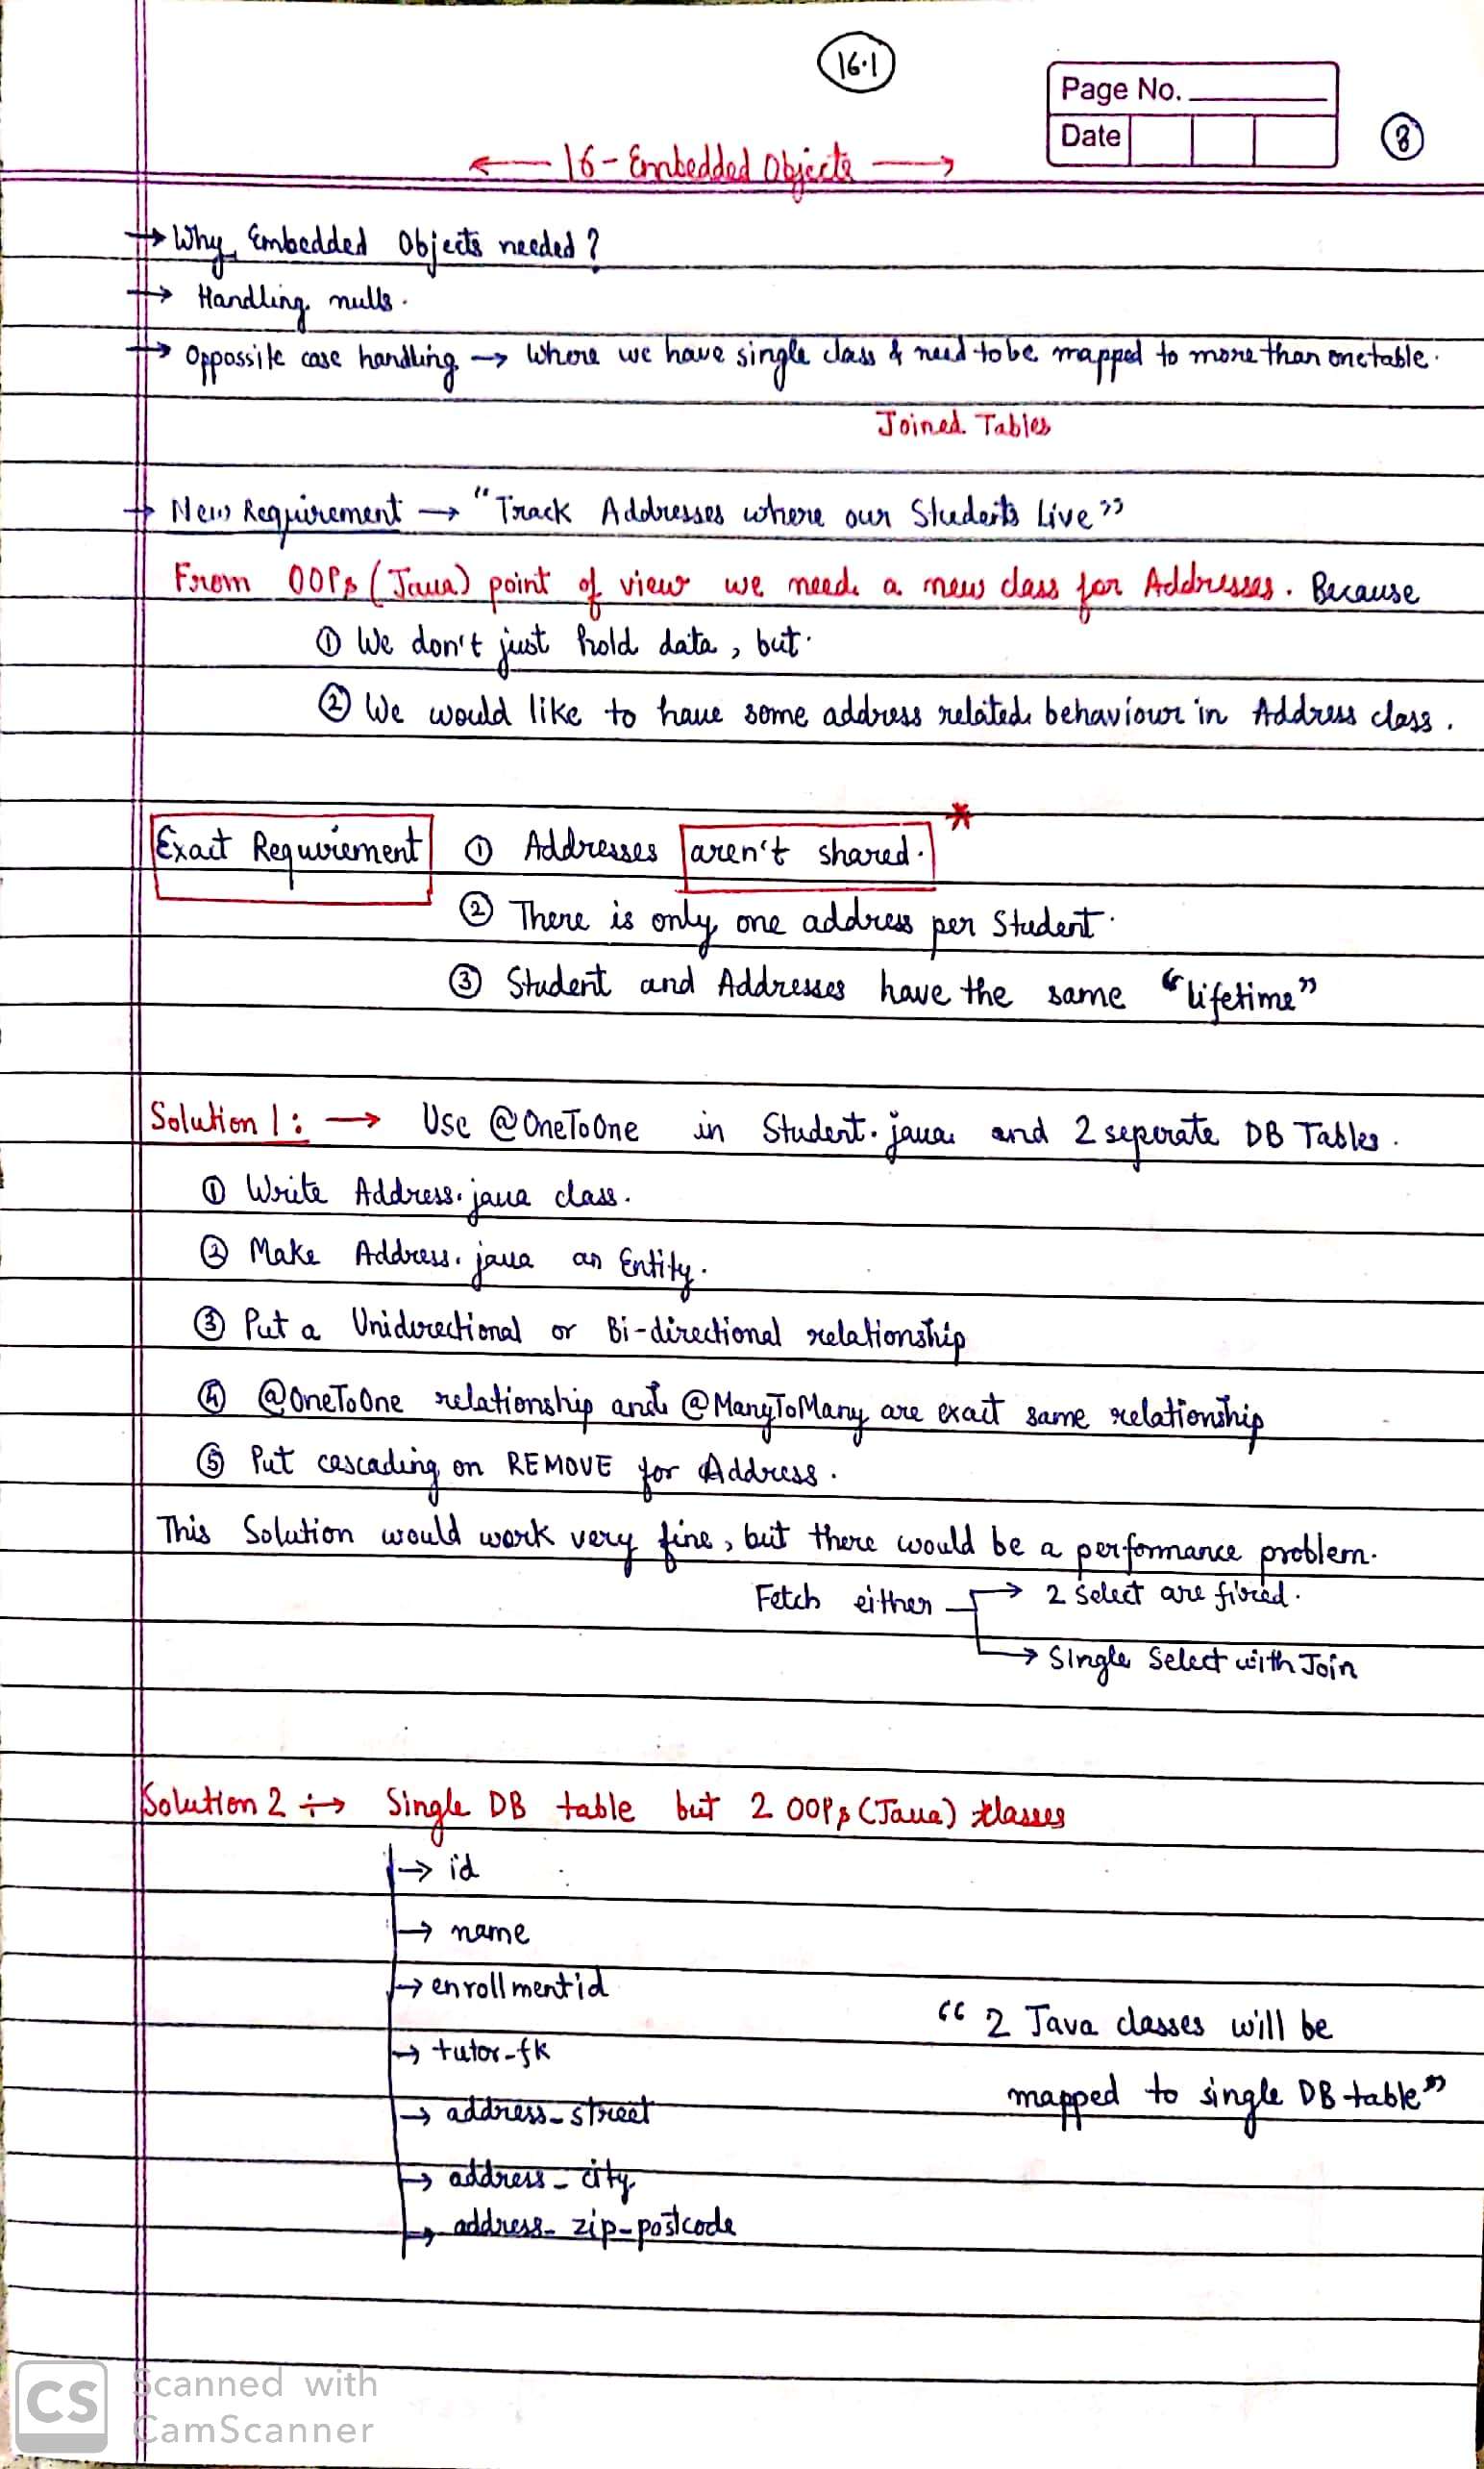 16.1
Page No.
Date
8
← 16 - Embedded Objects →
→ Why Embedded Objects needed?
→ Handling nulls.
→ Oppossite case handling → Where we have single class & need to be mapped to more than one table.
Joined Tables
→ New Requirement → "Track Addresses where our Students Live"
From OOPs (Java) point of view we need a new class for Addresses. Because
① We don't just hold data, but
② We would like to have some address related behaviour in Address class.
Exact Requirement ① Addresses aren't shared. *
② There is only one address per Student.
③ Student and Addresses have the same "lifetime"
Solution 1: → Use @OneToOne in Student.java and 2 seperate DB Tables.
① Write Address.java class.
② Make Address.java an Entity.
③ Put a Unidirectional or Bi-directional relationship
④ @OneToOne relationship and @ManyToMany are exact same relationship
⑤ Put cascading on REMOVE for Address.
This Solution would work very fine, but there would be a performance problem.
Fetch either → 2 Select are fired.
→ Single Select with Join
Solution 2 → Single DB table but 2 OOPs (Java) classes
→ id
→ name
→ enrollmentid
→ tutor_fk
"2 Java classes will be
mapped to single DB table"
→ address_street
→ address_city
→ address_zip_postcode
CS
Scanned with
CamScanner